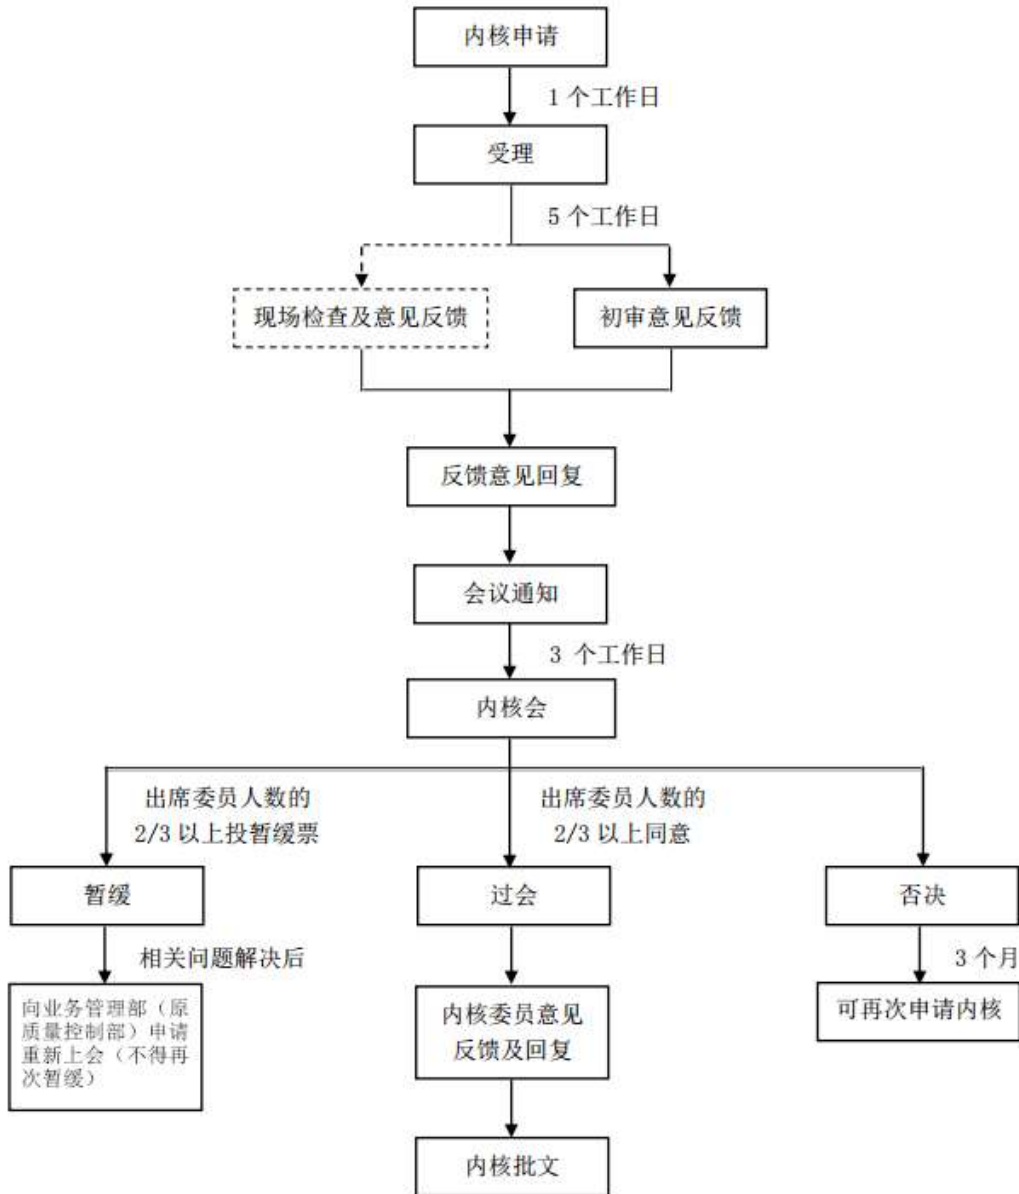 内核申请
1 个工作日
受理
5 个工作日
现场检查及意见反馈
初审意见反馈
反馈意见回复
会议通知
3 个工作日
内核会
出席委员人数的
2/3 以上投暂缓票
出席委员人数的
2/3 以上同意
暂缓
过会
否决
相关问题解决后
3 个月
向业务管理部（原
质量控制部）申请
重新上会（不得再
次暂缓）
内核委员意见
反馈及回复
可再次申请内核
内核批文